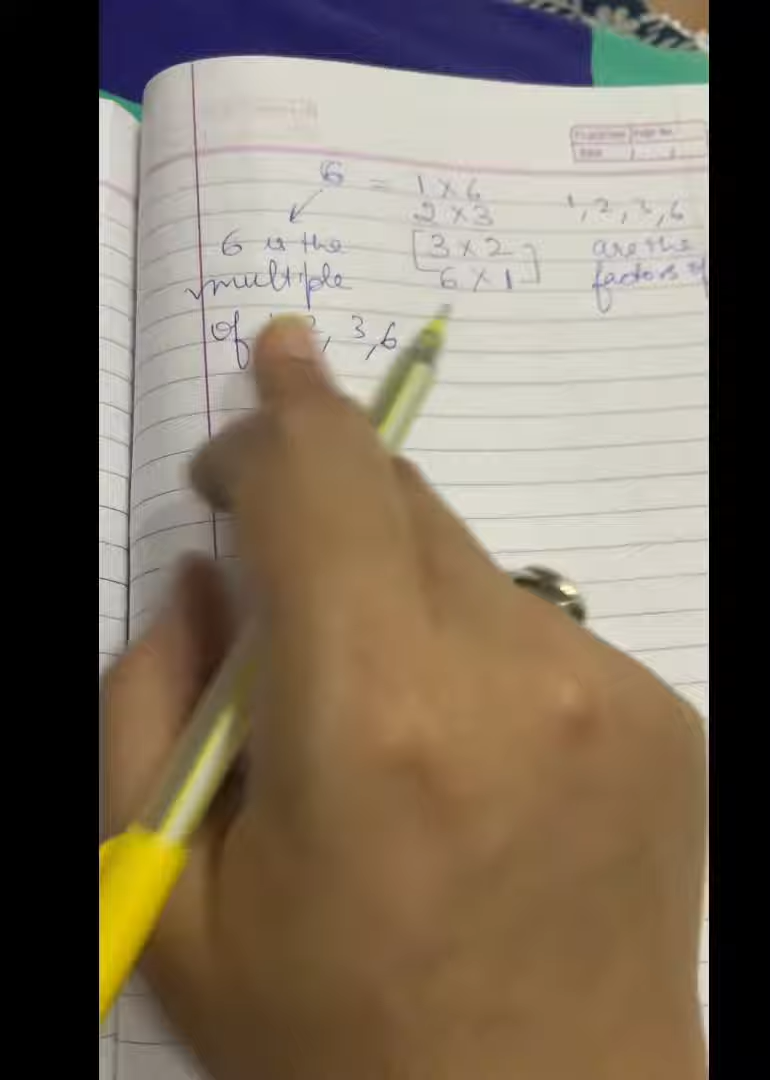 6 = 1 × 6
2 × 3
1, 2, 3, 6
6 is the
[3 × 2
are the
multiple
6 × 1]
factors of
of 2, 3, 6